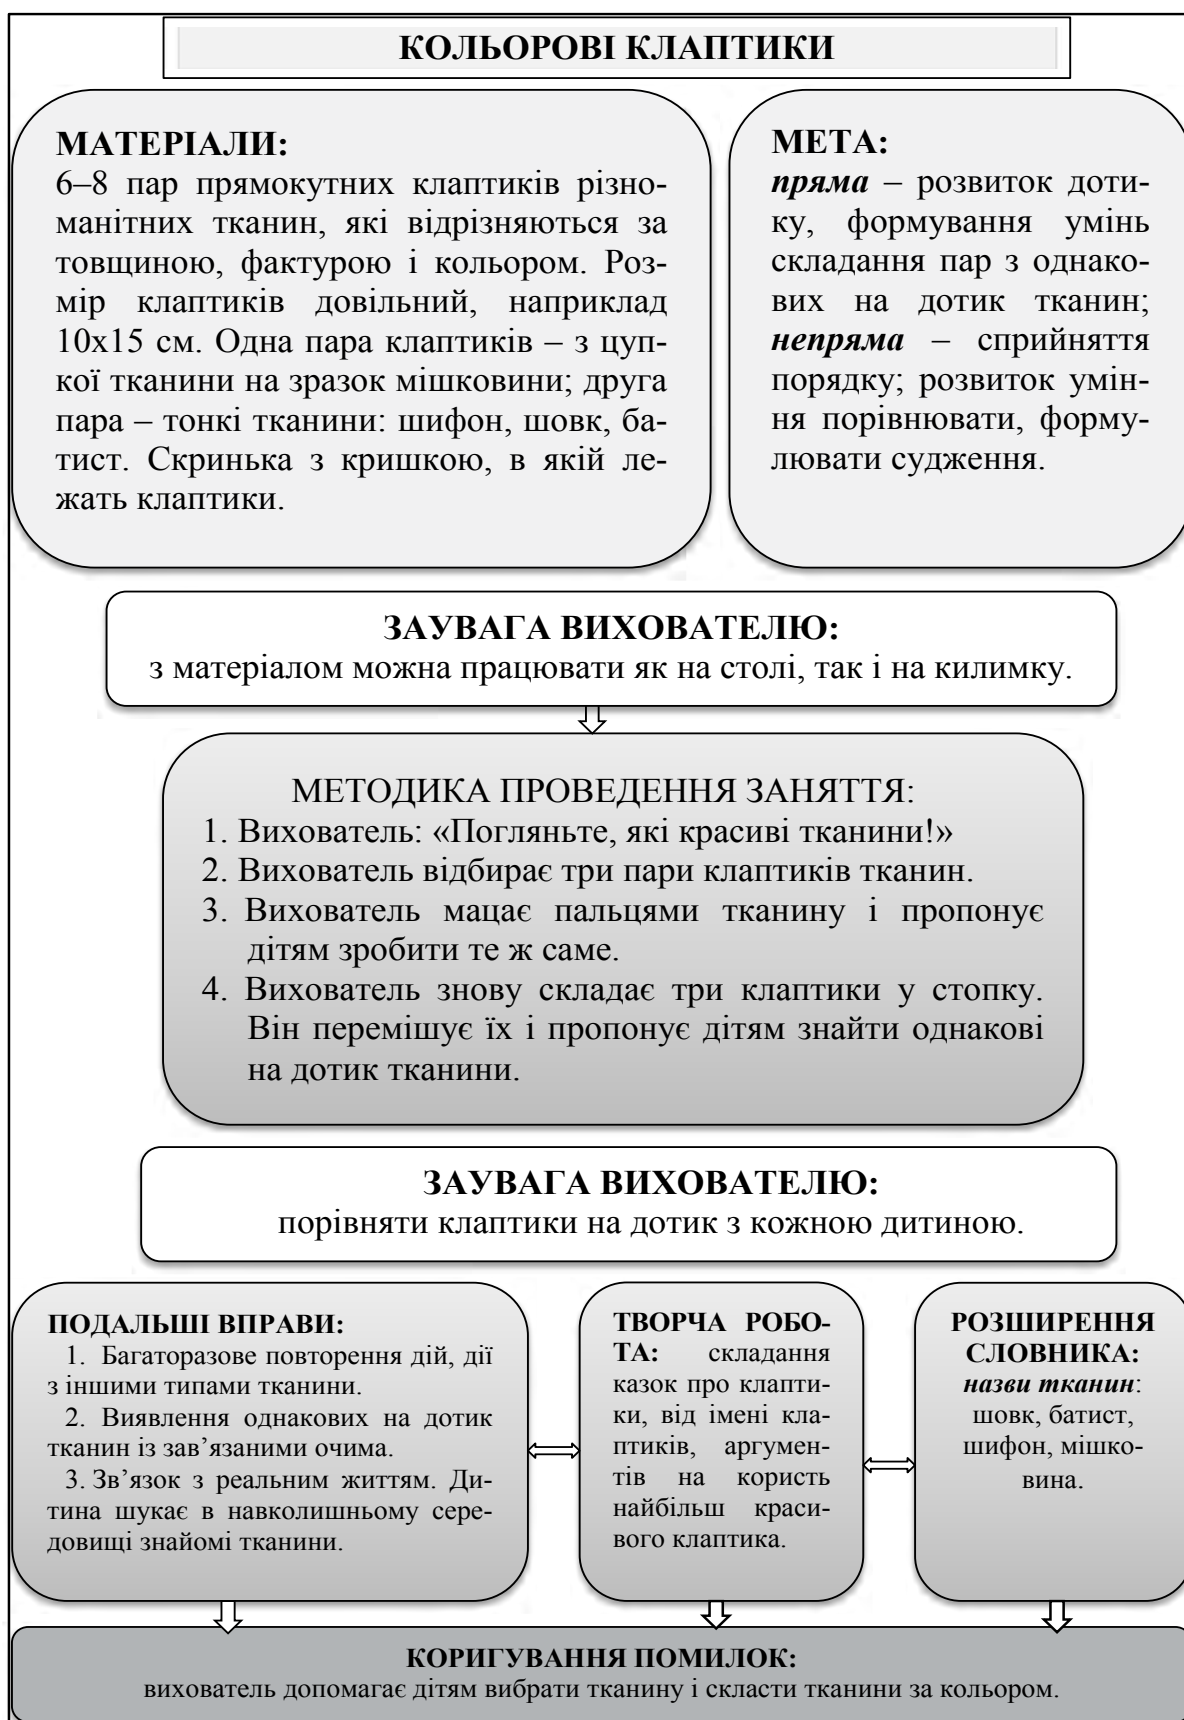 КОЛЬОРОВІ КЛАПТИКИ
МАТЕРІАЛИ:
6–8 пар прямокутних клаптиків різно-
манітних тканин, які відрізняються за
товщиною, фактурою і кольором. Роз-
мір клаптиків довільний, наприклад
10х15 см. Одна пара клаптиків – з цуп-
кої тканини на зразок мішковини; друга
пара – тонкі тканини: шифон, шовк, ба-
тист. Скринька з кришкою, в якій ле-
жать клаптики.
МЕТА:
пряма – розвиток доти-
ку, формування умінь
складання пар з однако-
вих на дотик тканин;
непряма – сприйняття
порядку; розвиток умін-
ня порівнювати, форму-
лювати судження.
ЗАУВАГА ВИХОВАТЕЛЮ:
з матеріалом можна працювати як на столі, так і на килимку.
МЕТОДИКА ПРОВЕДЕННЯ ЗАНЯТТЯ:
1. Вихователь: «Погляньте, які красиві тканини!»
2. Вихователь відбирає три пари клаптиків тканин.
3. Вихователь мацає пальцями тканину і пропонує
дітям зробити те ж саме.
4. Вихователь знову складає три клаптики у стопку.
Він перемішує їх і пропонує дітям знайти однакові
на дотик тканини.
ЗАУВАГА ВИХОВАТЕЛЮ:
порівняти клаптики на дотик з кожною дитиною.
ПОДАЛЬШІ ВПРАВИ:
1. Багаторазове повторення дій, дії
з іншими типами тканини.
2. Виявлення однакових на дотик
тканин із зав’язаними очима.
3. Зв’язок з реальним життям. Ди-
тина шукає в навколишньому сере-
довищі знайомі тканини.
ТВОРЧА РОБО-
ТА: складання
казок про клапти-
ки, від імені кла-
птиків, аргумен-
тів на користь
найбільш краси-
вого клаптика.
РОЗШИРЕННЯ
СЛОВНИКА:
назви тканин:
шовк, батист,
шифон, мішко-
вина.
КОРИГУВАННЯ ПОМИЛОК:
вихователь допомагає дітям вибрати тканину і скласти тканини за кольором.